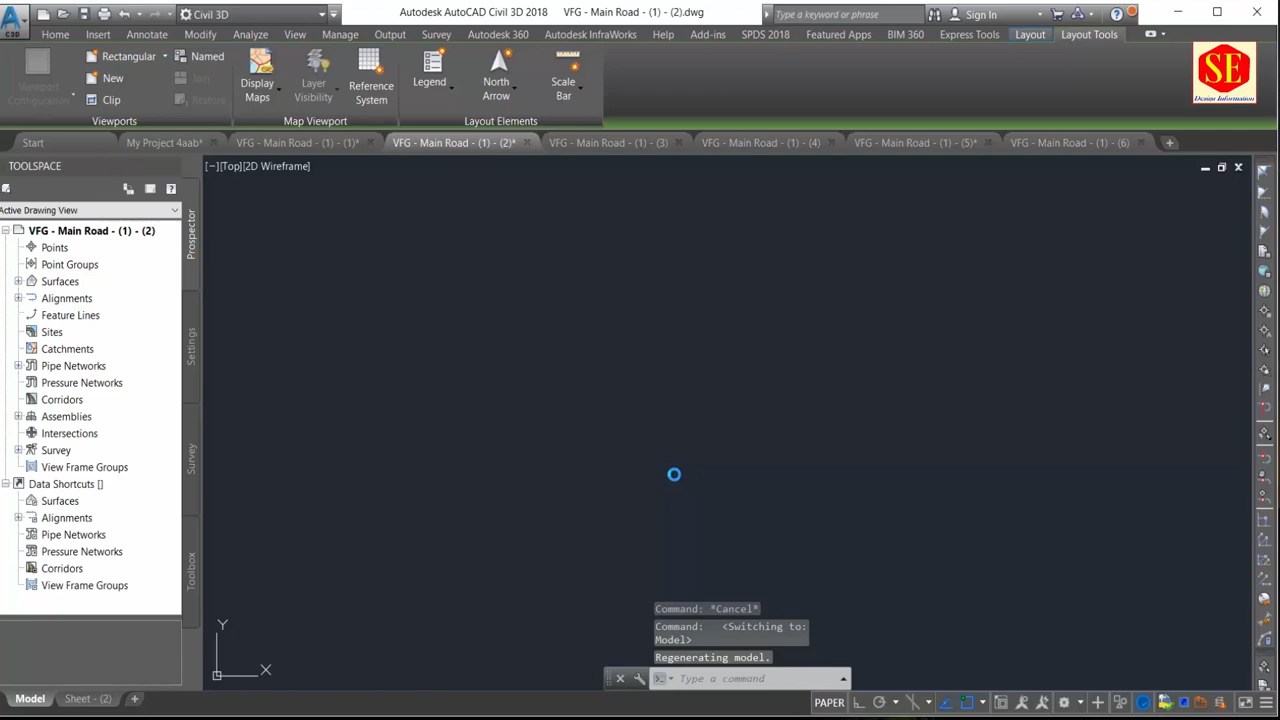 Civil 3D
Autodesk AutoCAD Civil 3D 2018 VFG - Main Road - (1) - (2).dwg
Type a keyword or phrase
Sign In
C3D
Home Insert Annotate Modify Analyze View Manage Output Survey Autodesk 360 Autodesk InfraWorks Help Add-ins SPDS 2018 Featured Apps BIM 360 Express Tools Layout Layout Tools
Viewport
Configuration
Rectangular
New
Clip
Named
Join
Restore
Display
Maps
Layer
Visibility
Reference
System
Legend
North
Arrow
Scale
Bar
SE
Design Information
Viewports
Map Viewport
Layout Elements
Start
My Project 4aab*
VFG - Main Road - (1) - (1)*
VFG - Main Road - (1) - (2)*
VFG - Main Road - (1) - (3)
VFG - Main Road - (1) - (4)
VFG - Main Road - (1) - (5)*
VFG - Main Road - (1) - (6)
TOOLSPACE
[−][Top][2D Wireframe]
Active Drawing View
VFG - Main Road - (1) - (2)
Points
Point Groups
Surfaces
Alignments
Feature Lines
Sites
Catchments
Pipe Networks
Pressure Networks
Corridors
Assemblies
Intersections
Survey
View Frame Groups
Data Shortcuts []
Surfaces
Alignments
Pipe Networks
Pressure Networks
Corridors
View Frame Groups
Prospector
Settings
Survey
Toolbox
Y
X
Command: *Cancel*
Command: <Switching to:
Model>
Regenerating model.
Type a command
Model
Sheet - (2)
PAPER